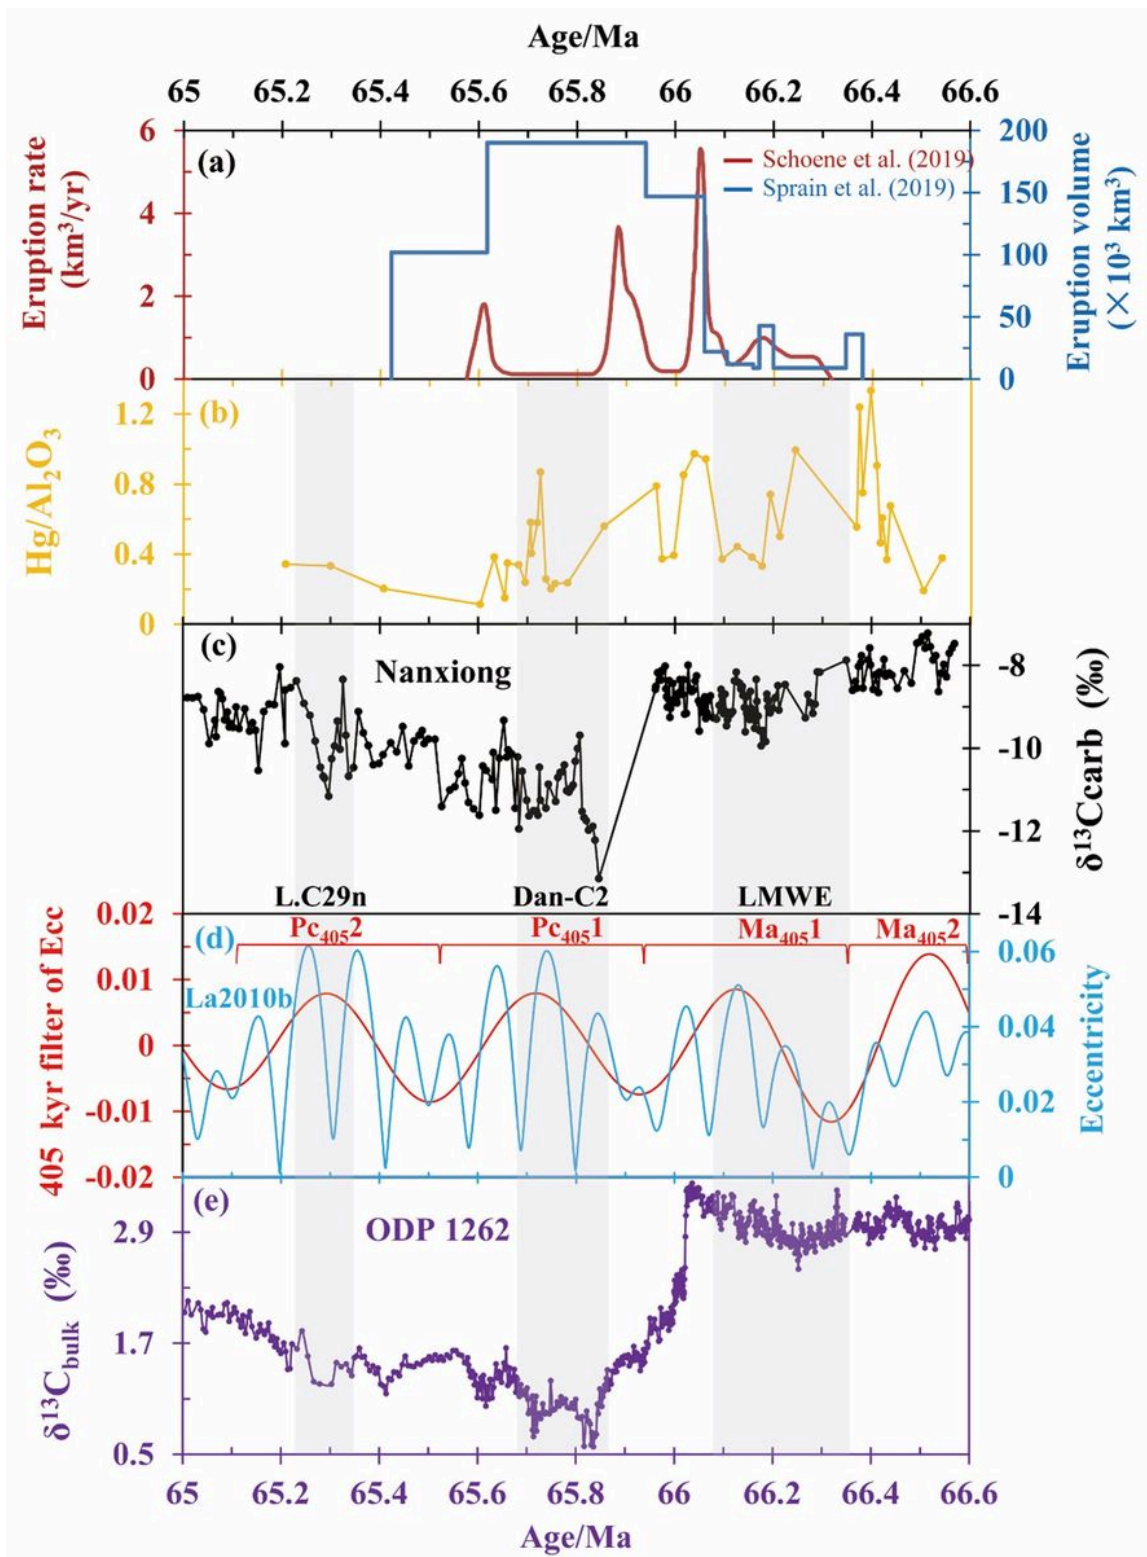 Age/Ma
65 65.2 65.4 65.6 65.8 66 66.2 66.4 66.6
(a)
Eruption rate
(km³/yr)
6
4
2
0
Schoene et al. (2019)
Sprain et al. (2019)
200
150
100
50
0
Eruption volume
(×10³ km³)
(b)
Hg/Al₂O₃
1.2
0.8
0.4
0
(c)
Nanxiong
-8
-10
-12
-14
δ¹³Ccarb (‰)
L.C29n Dan-C2 LMWE
(d)
Pc₄₀₅2 Pc₄₀₅1 Ma₄₀₅1 Ma₄₀₅2
La2010b
405 kyr filter of Ecc
0.02
0.01
0
-0.01
-0.02
0.06
0.04
0.02
0
Eccentricity
(e)
ODP 1262
δ¹³C_bulk (‰)
2.9
1.7
0.5
65 65.2 65.4 65.6 65.8 66 66.2 66.4 66.6
Age/Ma